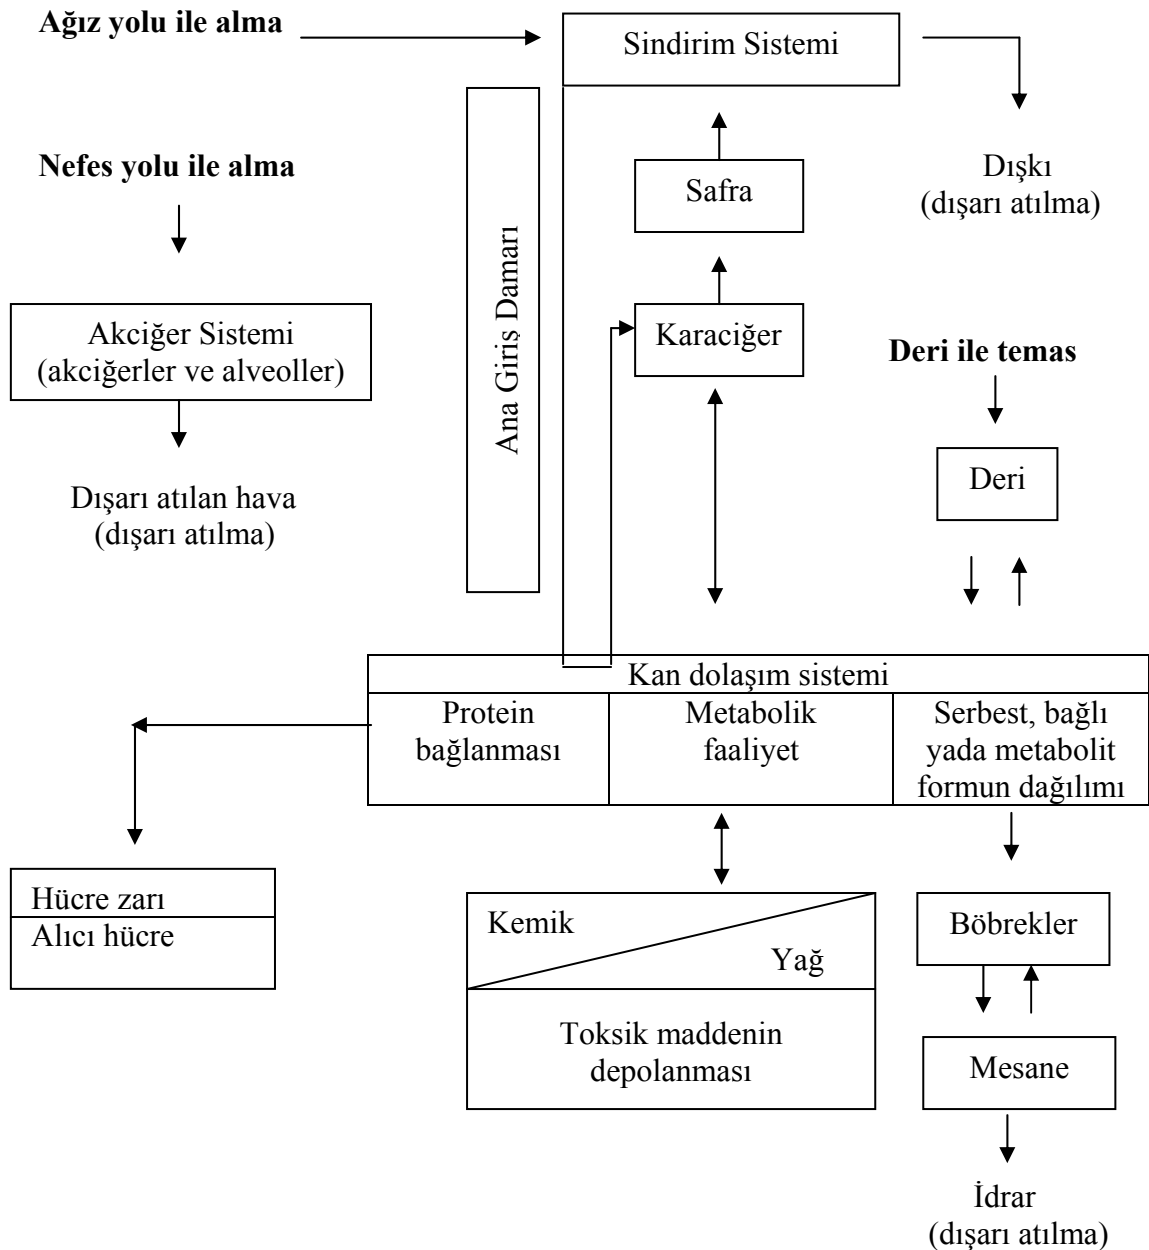 Ağız yolu ile alma
Sindirim Sistemi
Nefes yolu ile alma
Safra
Dışkı
(dışarı atılma)
Ana Giriş Damarı
Akciğer Sistemi
(akciğerler ve alveoller)
Karaciğer
Deri ile temas
Deri
Dışarı atılan hava
(dışarı atılma)
Kan dolaşım sistemi
Protein
bağlanması
Metabolik
faaliyet
Serbest, bağlı
yada metabolit
formun dağılımı
Hücre zarı
Alıcı hücre
Kemik
Yağ
Toksik maddenin
depolanması
Böbrekler
Mesane
İdrar
(dışarı atılma)